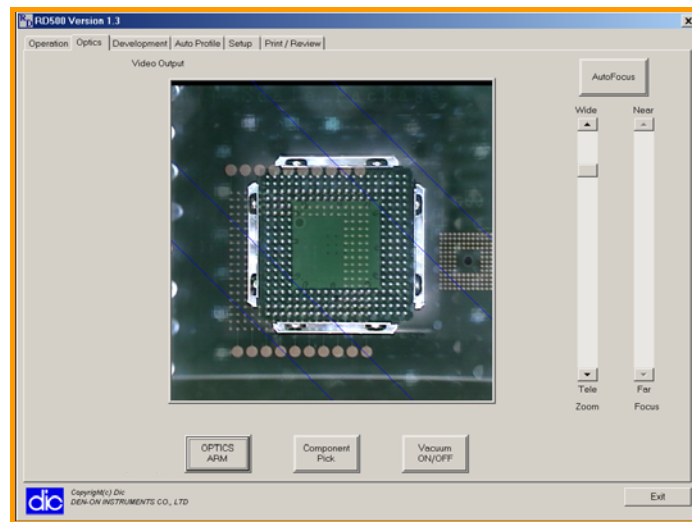 RD500 Version 1.3
Operation Optics Development Auto Profile Setup Print / Review
Video Output
AutoFocus
Wide Near
Tele Far
Zoom Focus
OPTICS
ARM
Component
Pick
Vacuum
ON/OFF
dic
Copyright(c) Dic
DEN-ON INSTRUMENTS CO., LTD
Exit